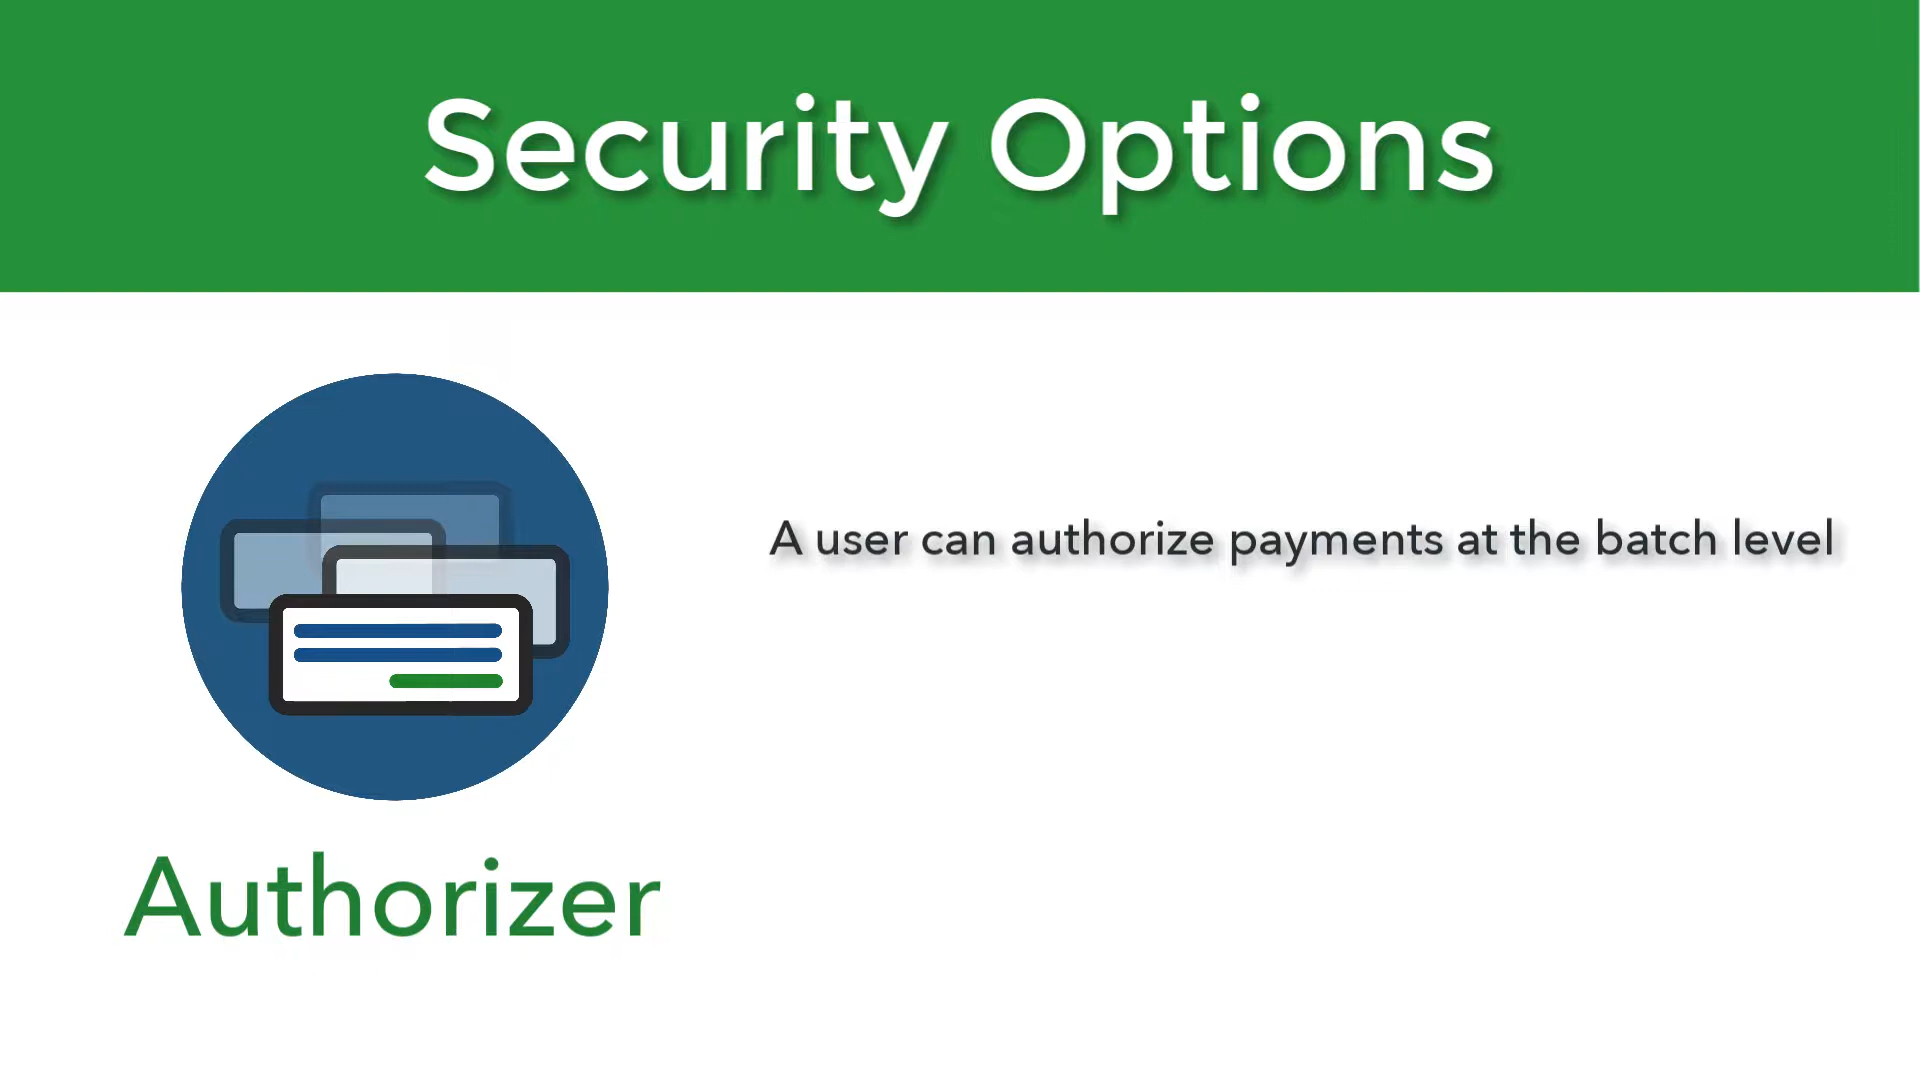 Security Options
A user can authorize payments at the batch level
Authorizer